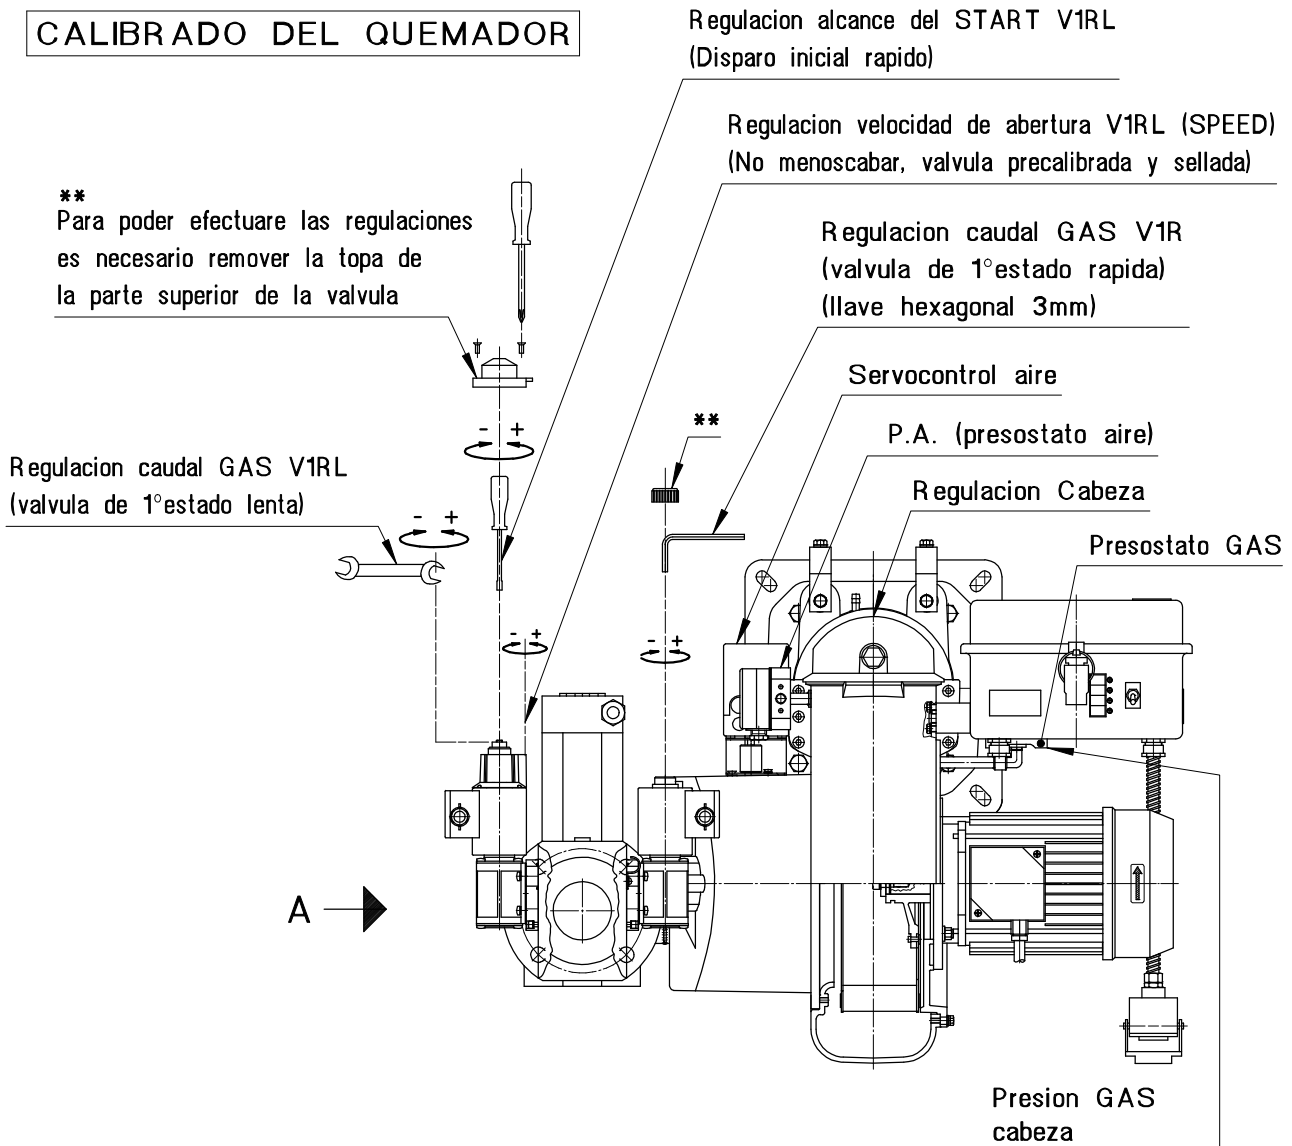 CALIBRADO DEL QUEMADOR
Regulacion alcance del START V1RL
(Disparo inicial rapido)
Regulacion velocidad de abertura V1RL (SPEED)
(No menoscabar, valvula precalibrada y sellada)
**
Para poder efectuare las regulaciones
es necesario remover la topa de
la parte superior de la valvula
Regulacion caudal GAS V1R
(valvula de 1°estado rapida)
(llave hexagonal 3mm)
Servocontrol aire
**
P.A. (presostato aire)
- +
Regulacion caudal GAS V1RL
(valvula de 1°estado lenta)
Regulacion Cabeza
- +
Presostato GAS
- +
- +
A
Presion GAS
cabeza